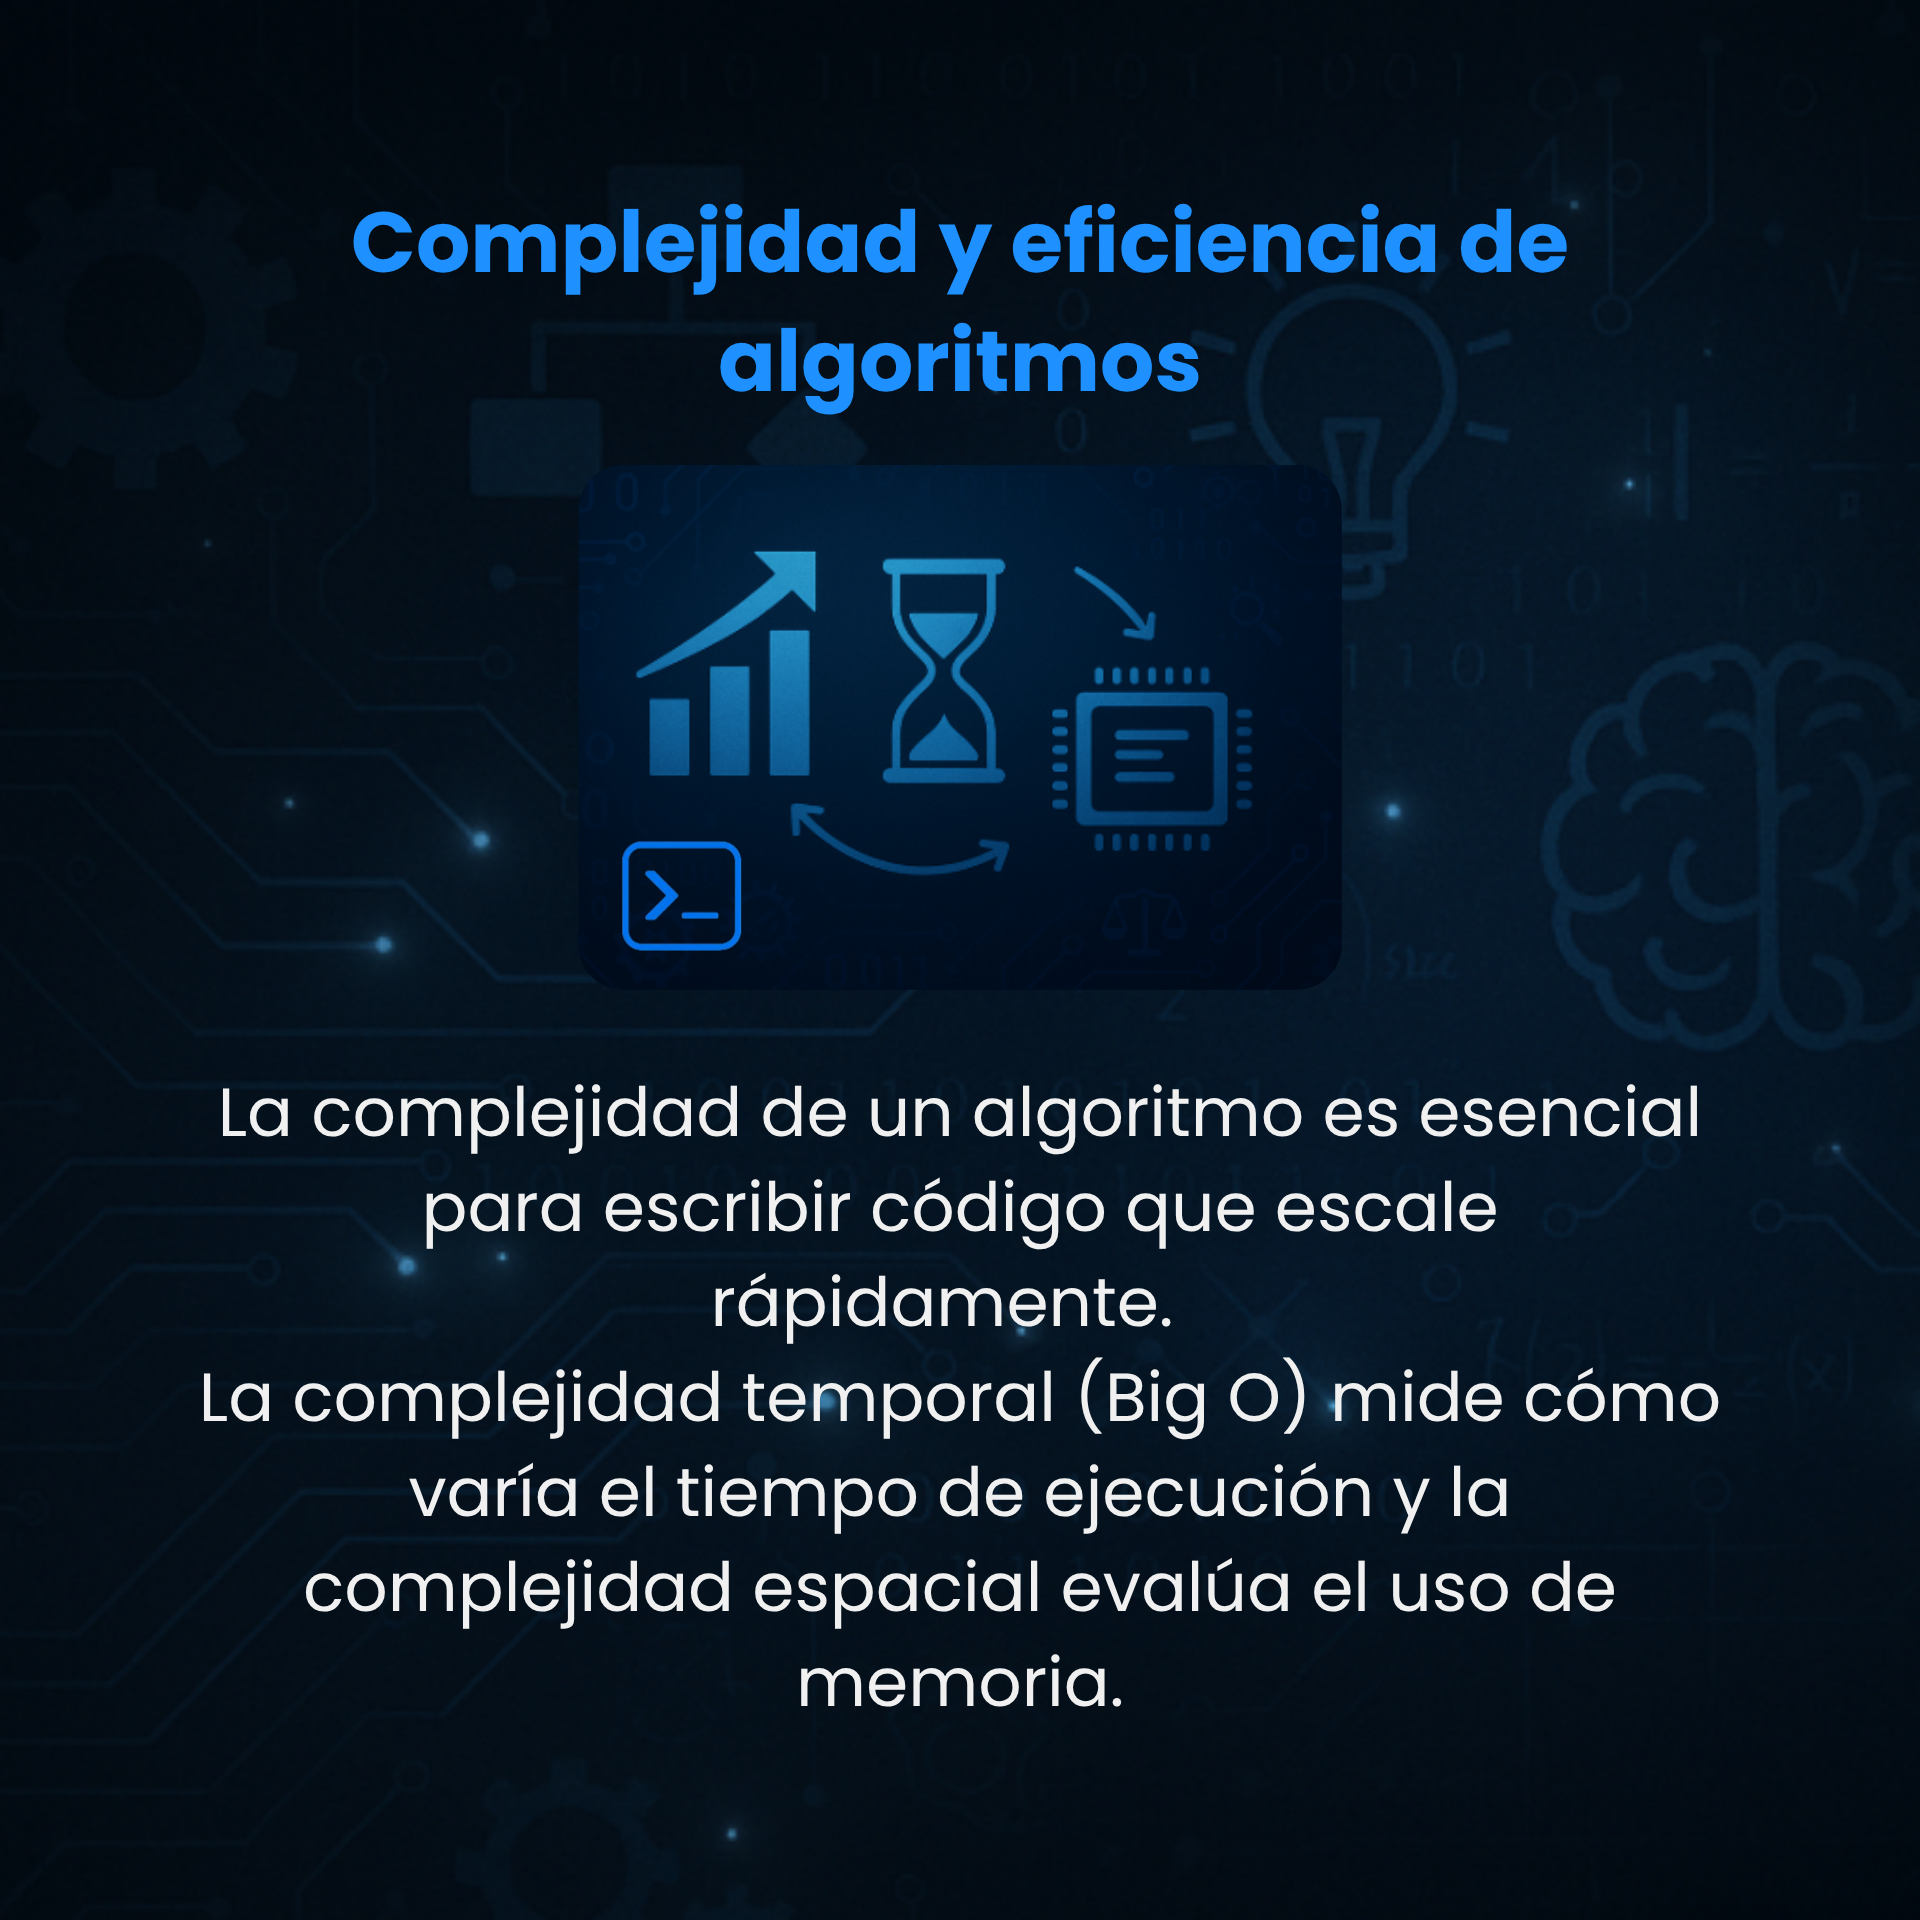 Complejidad y eficiencia de
algoritmos
La complejidad de un algoritmo es esencial
para escribir código que escale
rápidamente.
La complejidad temporal (Big O) mide cómo
varía el tiempo de ejecución y la
complejidad espacial evalúa el uso de
memoria.